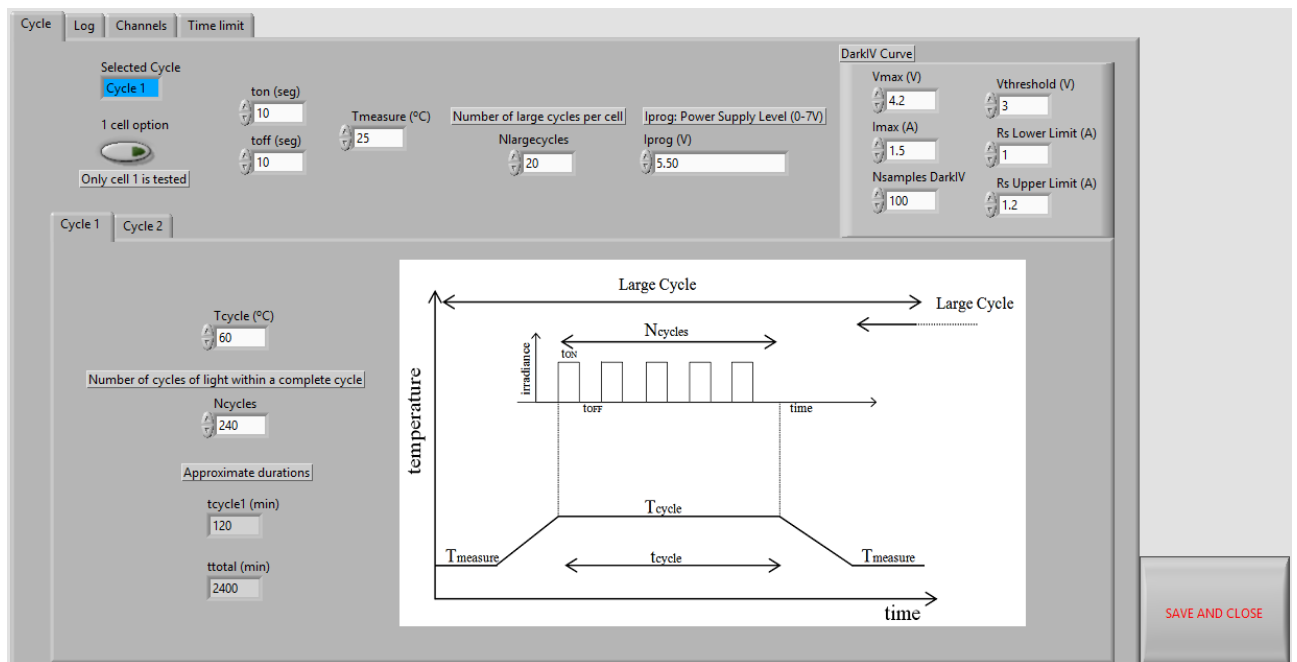 Cycle
Log
Channels
Time limit
Selected Cycle
Cycle 1
1 cell option
Only cell 1 is tested
ton (seg)
10
toff (seg)
10
Tmeasure (ºC)
25
Number of large cycles per cell
Nlargecycles
20
Iprog: Power Supply Level (0-7V)
Iprog (V)
5.50
DarkIV Curve
Vmax (V)
4.2
Imax (A)
1.5
Nsamples DarkIV
100
Vthreshold (V)
3
Rs Lower Limit (A)
1
Rs Upper Limit (A)
1.2
Cycle 1
Cycle 2
Tcycle (ºC)
60
Number of cycles of light within a complete cycle
Ncycles
240
Approximate durations
tcycle1 (min)
120
ttotal (min)
2400
Large Cycle
Large Cycle
Ncycles
irradiance
tON
tOFF
time
temperature
Tcycle
Tmeasure
tcycle
Tmeasure
time
SAVE AND CLOSE